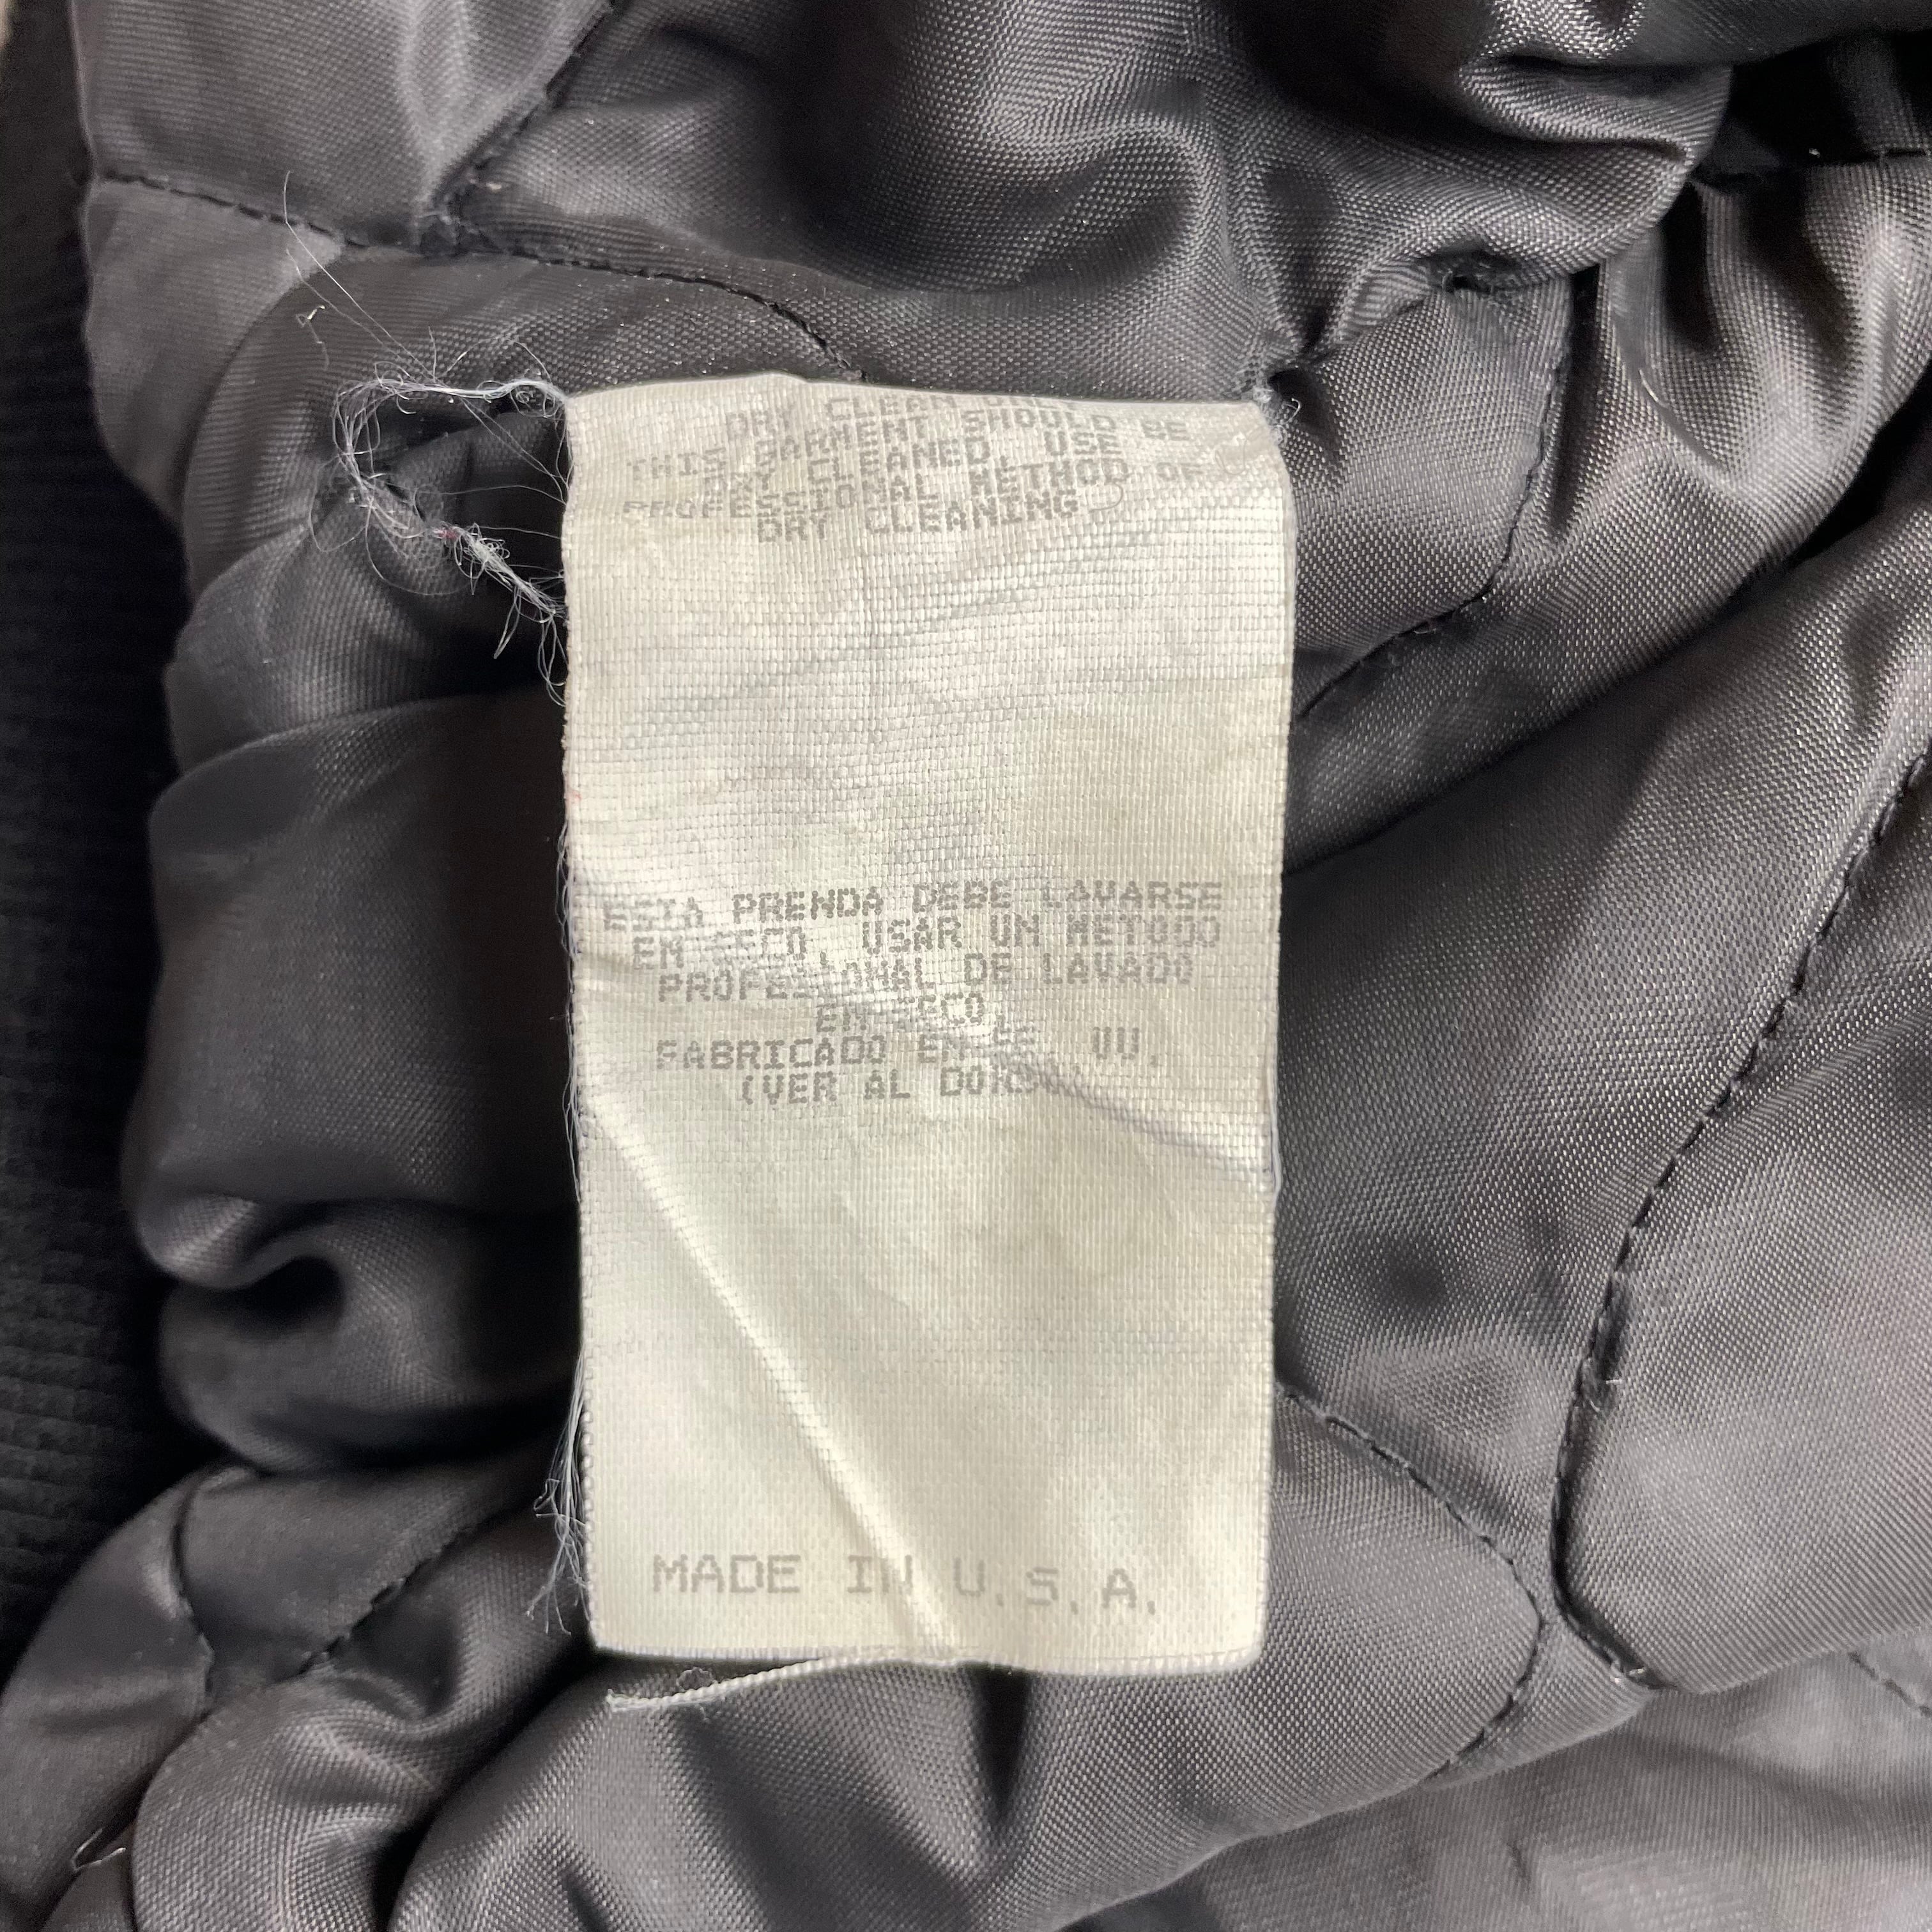 DRY CLEAN
THIS GARMENT SHOULD BE
DRY CLEANED. USE
PROFESSIONAL METHOD OF
DRY CLEANING
ESTA PRENDA DEBE LAVARSE
EN SECO, USAR UN METODO
PROFESIONAL DE LAVADO
EN SECO.
FABRICADO EN EE. UU.
(VER AL DORSO)
MADE IN U.S.A.